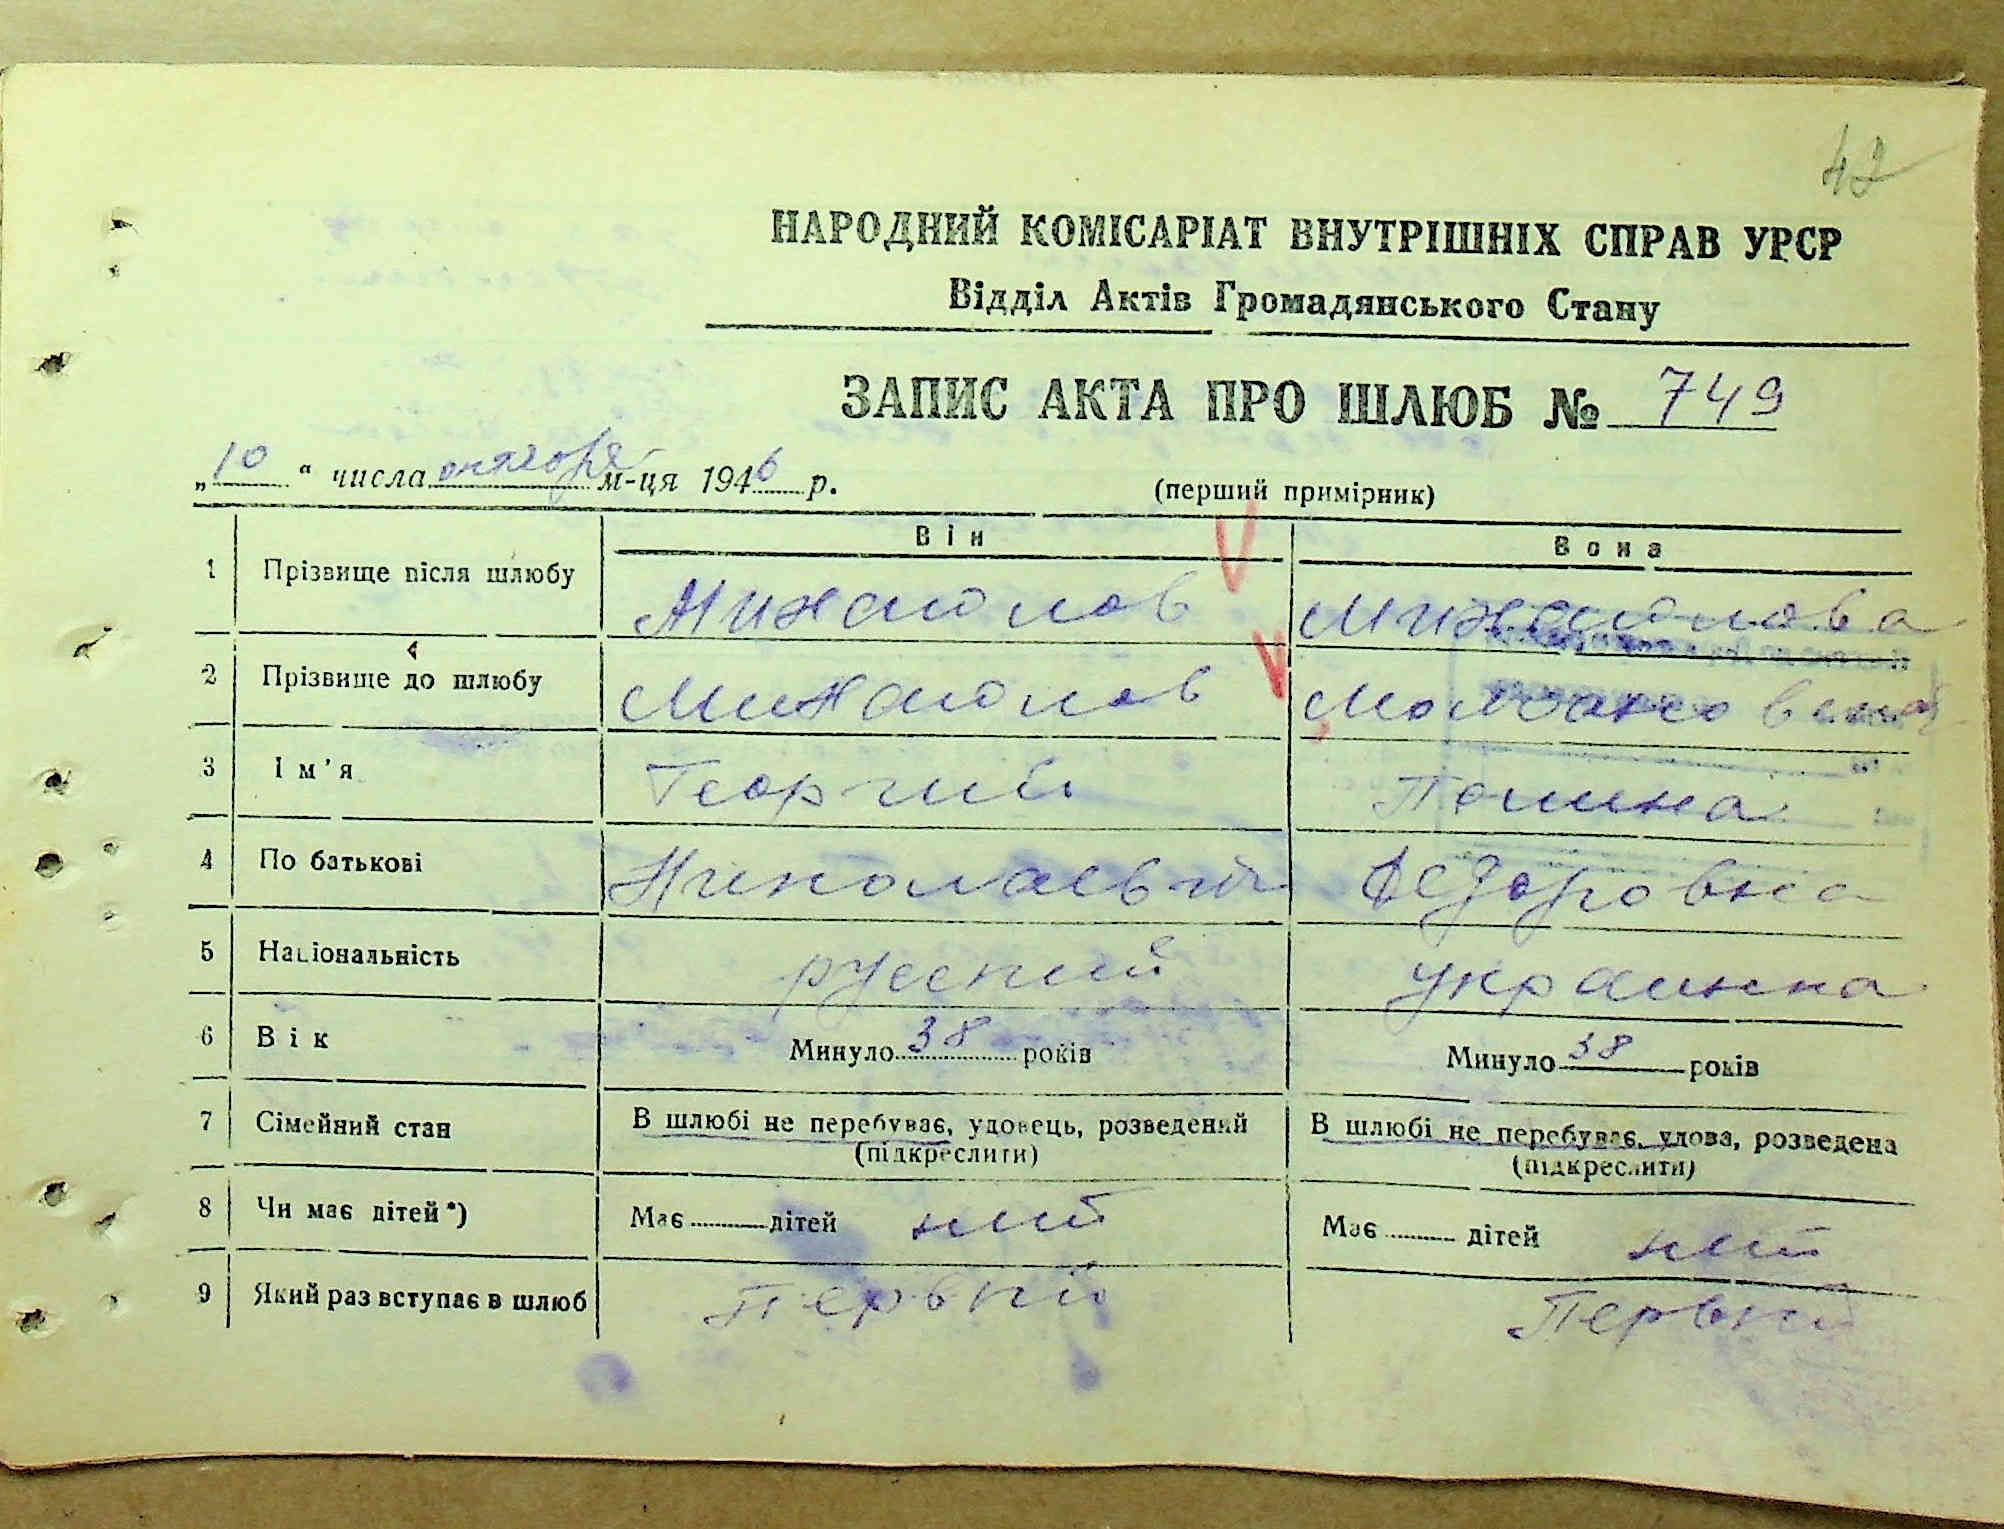 42
НАРОДНИЙ КОМІСАРІАТ ВНУТРІШНІХ СПРАВ УРСР
Відділ Актів Громадянського Стану
ЗАПИС АКТА ПРО ШЛЮБ № 749
„10“ числа октября м-ця 1946 р.
(перший примірник)
Він Вона
1 Прізвище після шлюбу
2 Прізвище до шлюбу
3 Ім'я Георгий Полина
4 По батькові Николаевич Федоровна
5 Національність русский украинка
6 Вік Минуло 38 років Минуло 38 років
7 Сімейний стан В шлюбі не перебуває, удовець, розведений В шлюбі не перебуває, удова, розведена
(підкреслити) (підкреслити)
8 Чи має дітей*) Має дітей нет Має дітей нет
9 Який раз вступає в шлюб Первый Первый